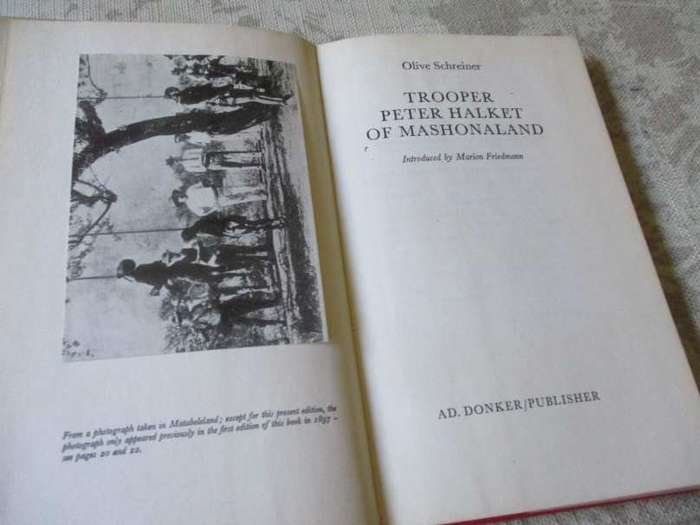 From a photograph taken in Matabeleland; except for this present edition, the
photograph only appeared previously in the first edition of this book in 1897 –
see pages 20 and 22.
Olive Schreiner
TROOPER
PETER HALKET
OF MASHONALAND
Introduced by Marion Friedmann
AD. DONKER/PUBLISHER